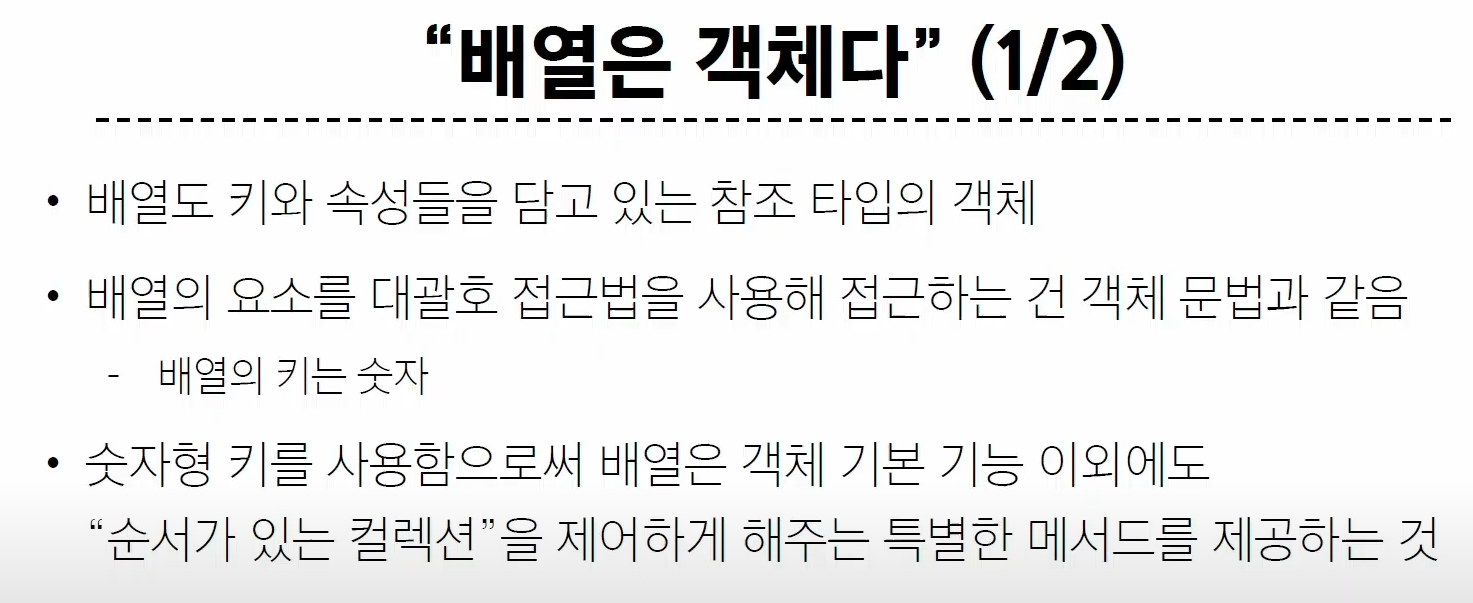 “배열은 객체다” (1/2)
• 배열도 키와 속성들을 담고 있는 참조 타입의 객체
• 배열의 요소를 대괄호 접근법을 사용해 접근하는 건 객체 문법과 같음
- 배열의 키는 숫자
• 숫자형 키를 사용함으로써 배열은 객체 기본 기능 이외에도
“순서가 있는 컬렉션”을 제어하게 해주는 특별한 메서드를 제공하는 것